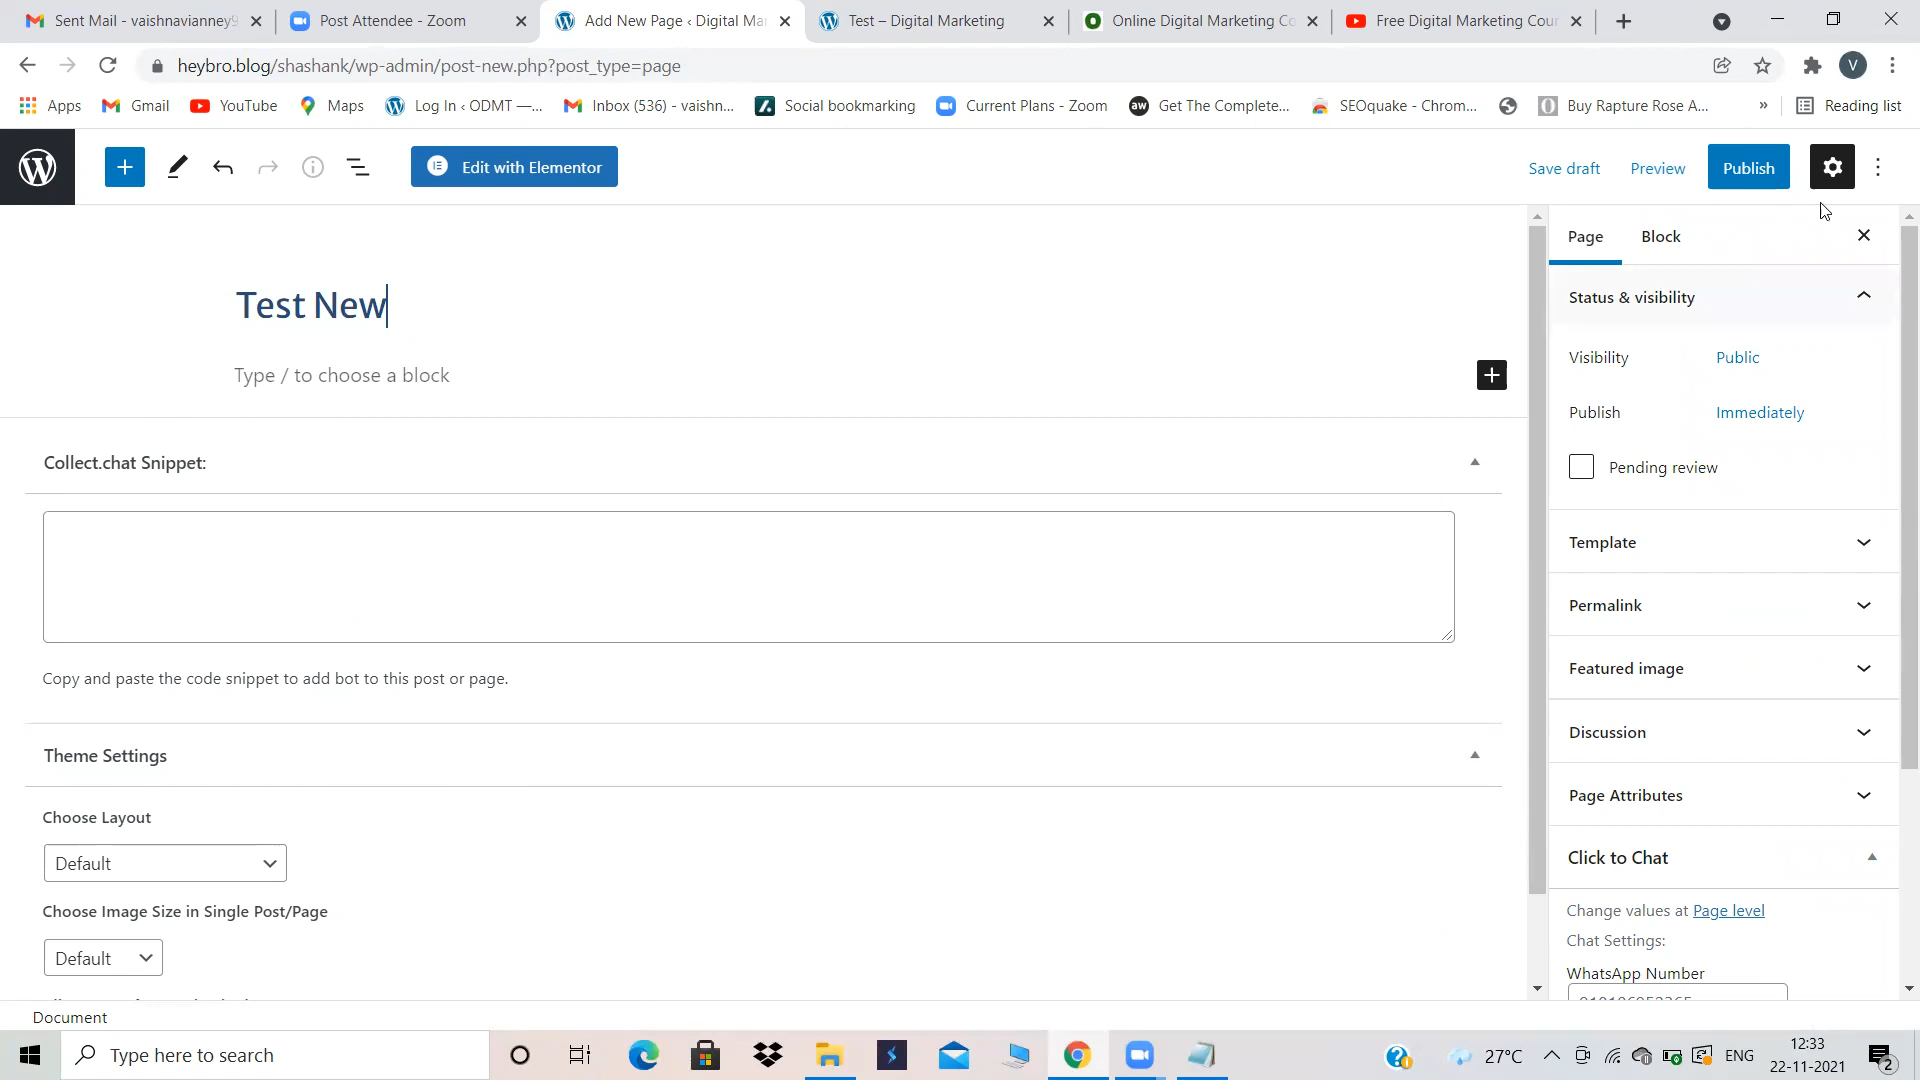 Sent Mail - vaishnavianney9
Post Attendee - Zoom
Add New Page ‹ Digital Mar
Test – Digital Marketing
Online Digital Marketing Co
Free Digital Marketing Cour
heybro.blog/shashank/wp-admin/post-new.php?post_type=page
V
Apps
Gmail
YouTube
Maps
Log In ‹ ODMT —...
Inbox (536) - vaishn...
Social bookmarking
Current Plans - Zoom
aw
Get The Complete...
SEOquake - Chrom...
Buy Rapture Rose A...
»
Reading list
Edit with Elementor
Save draft
Preview
Publish
Page
Block
Test New
Type / to choose a block
Collect.chat Snippet:
Copy and paste the code snippet to add bot to this post or page.
Theme Settings
Choose Layout
Default
Choose Image Size in Single Post/Page
Default
Status & visibility
Visibility
Public
Publish
Immediately
Pending review
Template
Permalink
Featured image
Discussion
Page Attributes
Click to Chat
Change values at Page level
Chat Settings:
WhatsApp Number
Document
Type here to search
27°C
ENG
12:33
22-11-2021
2